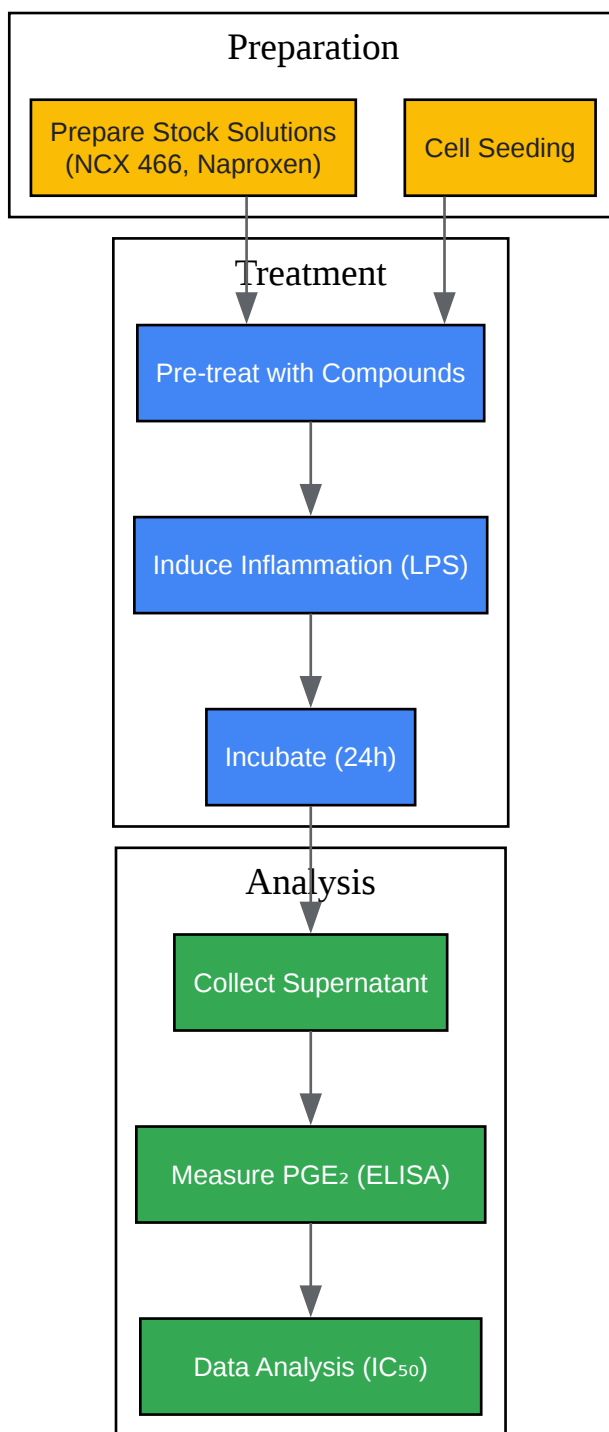 Preparation
Prepare Stock Solutions
(NCX 466, Naproxen)
Cell Seeding
Treatment
Pre-treat with Compounds
Induce Inflammation (LPS)
Incubate (24h)
Analysis
Collect Supernatant
Measure PGE₂ (ELISA)
Data Analysis (IC₅₀)